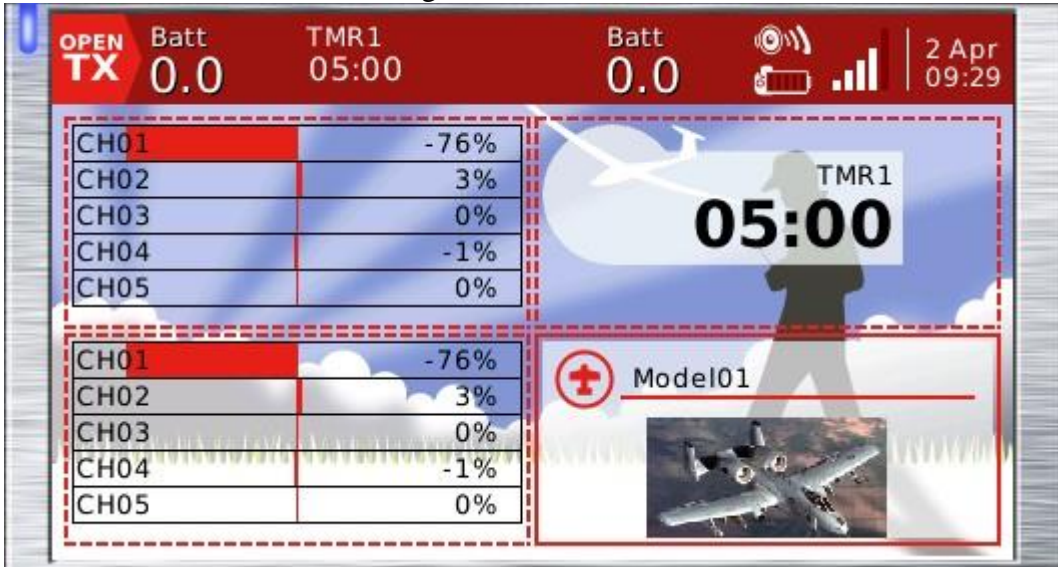 OPEN TX
Batt 0.0
TMR1 05:00
Batt 0.0
2 Apr
09:29
CH01 -76%
CH02 3%
CH03 0%
CH04 -1%
CH05 0%
TMR1
05:00
CH01 -76%
CH02 3%
CH03 0%
CH04 -1%
CH05 0%
Model01